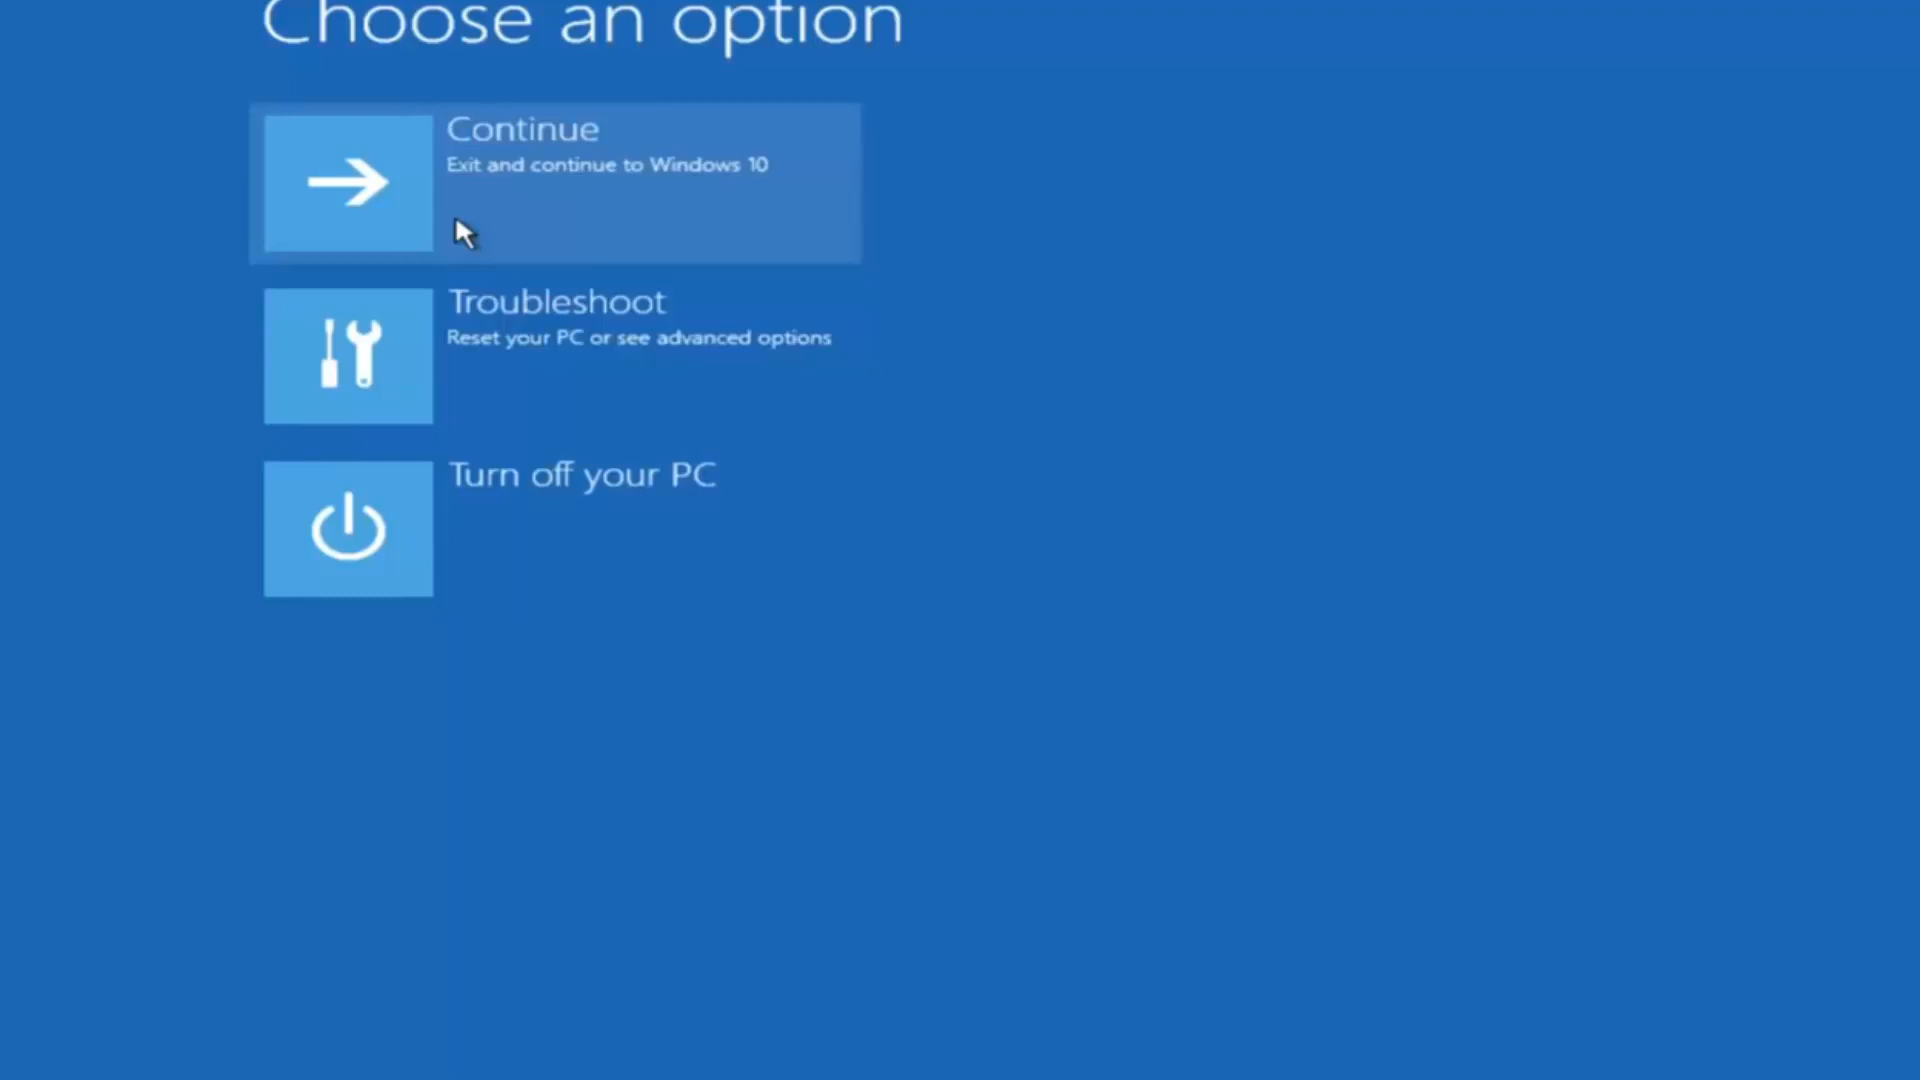 Choose an option
Continue
Exit and continue to Windows 10
Troubleshoot
Reset your PC or see advanced options
Turn off your PC